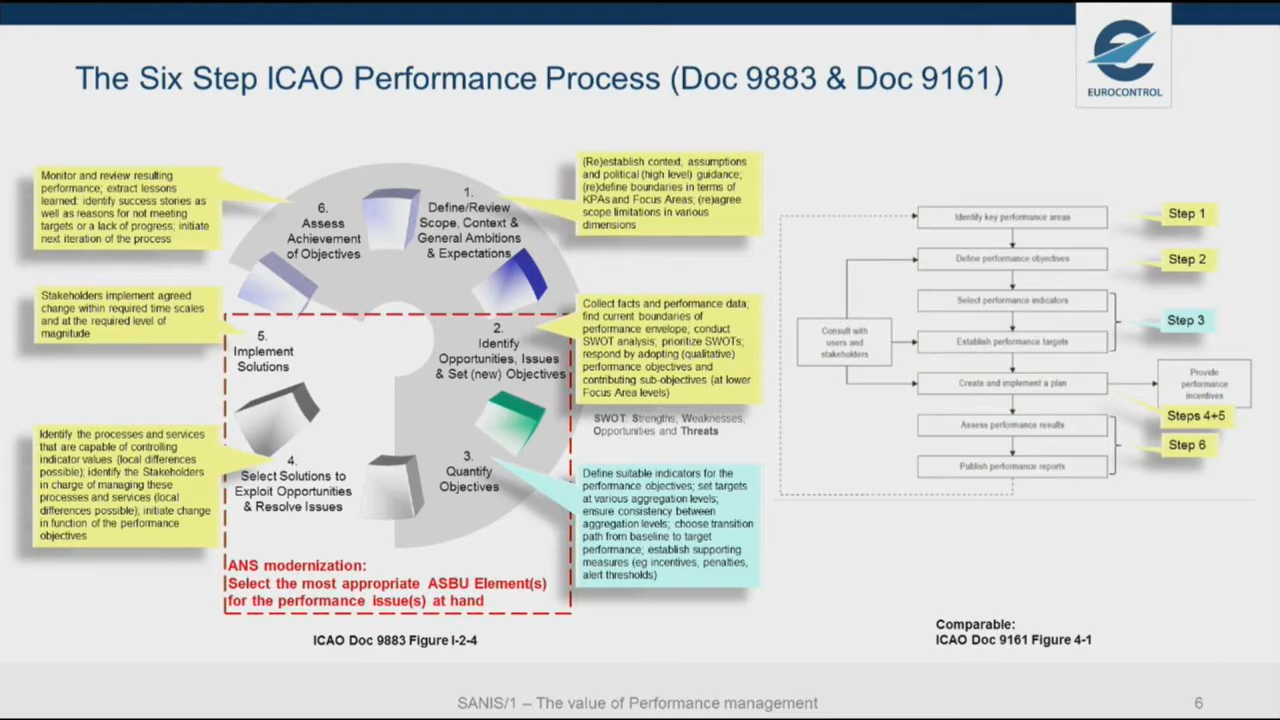 The Six Step ICAO Performance Process (Doc 9883 & Doc 9161)
EUROCONTROL
Monitor and review resulting
performance; extract lessons
learned: identify success stories as
well as reasons for not meeting
targets or a lack of progress; initiate
next iteration of the process
6.
Assess
Achievement
of Objectives
1.
Define/Review
Scope, Context &
General Ambitions
& Expectations
(Re)establish context, assumptions
and political (high level) guidance;
(re)define boundaries in terms of
KPAs and Focus Areas; (re)agree
scope limitations in various
dimensions
Stakeholders implement agreed
change within required time scales
and at the required level of
magnitude
5.
Implement
Solutions
2.
Identify
Opportunities, Issues
& Set (new) Objectives
Collect facts and performance data;
find current boundaries of
performance envelope; conduct
SWOT analysis; prioritize SWOTs;
respond by adopting (qualitative)
performance objectives and
contributing sub-objectives (at lower
Focus Area levels)
SWOT: Strengths, Weaknesses,
Opportunities and Threats
Identify the processes and services
that are capable of controlling
indicator values (local differences
possible); identify the Stakeholders
in charge of managing these
processes and services (local
differences possible); initiate change
in function of the performance
objectives
4.
Select Solutions to
Exploit Opportunities
& Resolve Issues
3.
Quantify
Objectives
Define suitable indicators for the
performance objectives; set targets
at various aggregation levels;
ensure consistency between
aggregation levels; choose transition
path from baseline to target
performance; establish supporting
measures (eg incentives, penalties,
alert thresholds)
ANS modernization:
Select the most appropriate ASBU Element(s)
for the performance issue(s) at hand
ICAO Doc 9883 Figure I-2-4
Identify key performance areas
Step 1
Define performance objectives
Step 2
Select performance indicators
Step 3
Consult with
users and
stakeholders
Establish performance targets
Create and implement a plan
Provide
performance
incentives
Steps 4+5
Assess performance results
Step 6
Publish performance reports
Comparable:
ICAO Doc 9161 Figure 4-1
SANIS/1 – The value of Performance management
6